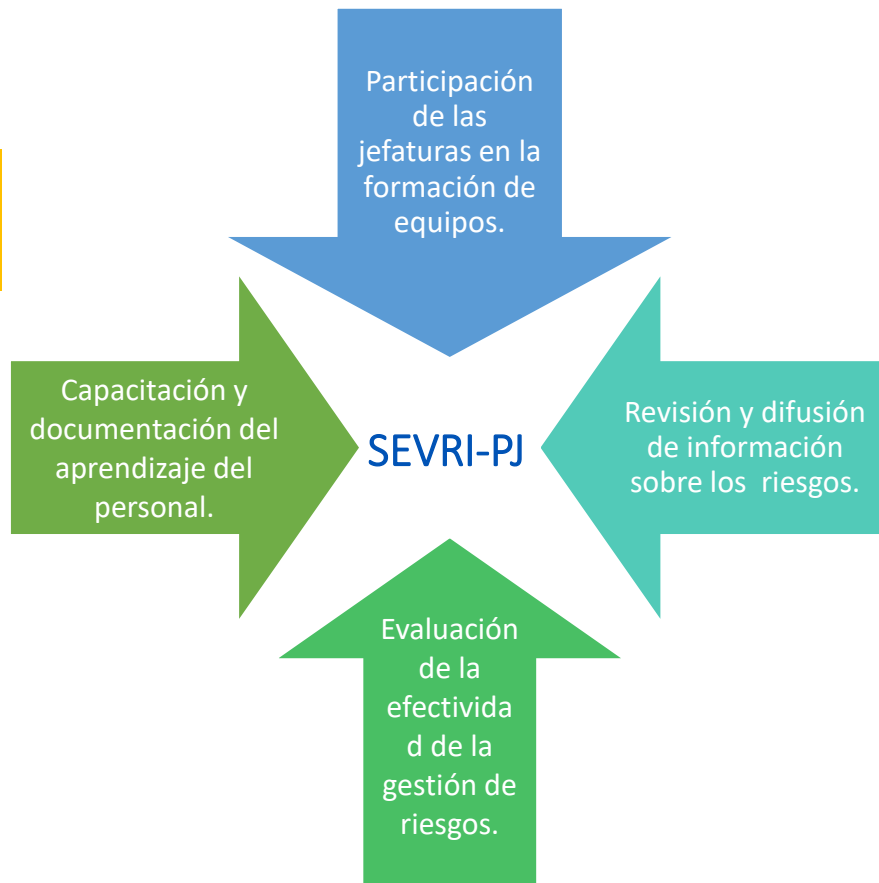 Participación
de las
jefaturas en la
formación de
equipos.
Capacitación y
documentación del
aprendizaje del
personal.
SEVRI-PJ
Revisión y difusión
de información
sobre los  riesgos.
Evaluación
de la
efectivida
d de la
gestión de
riesgos.